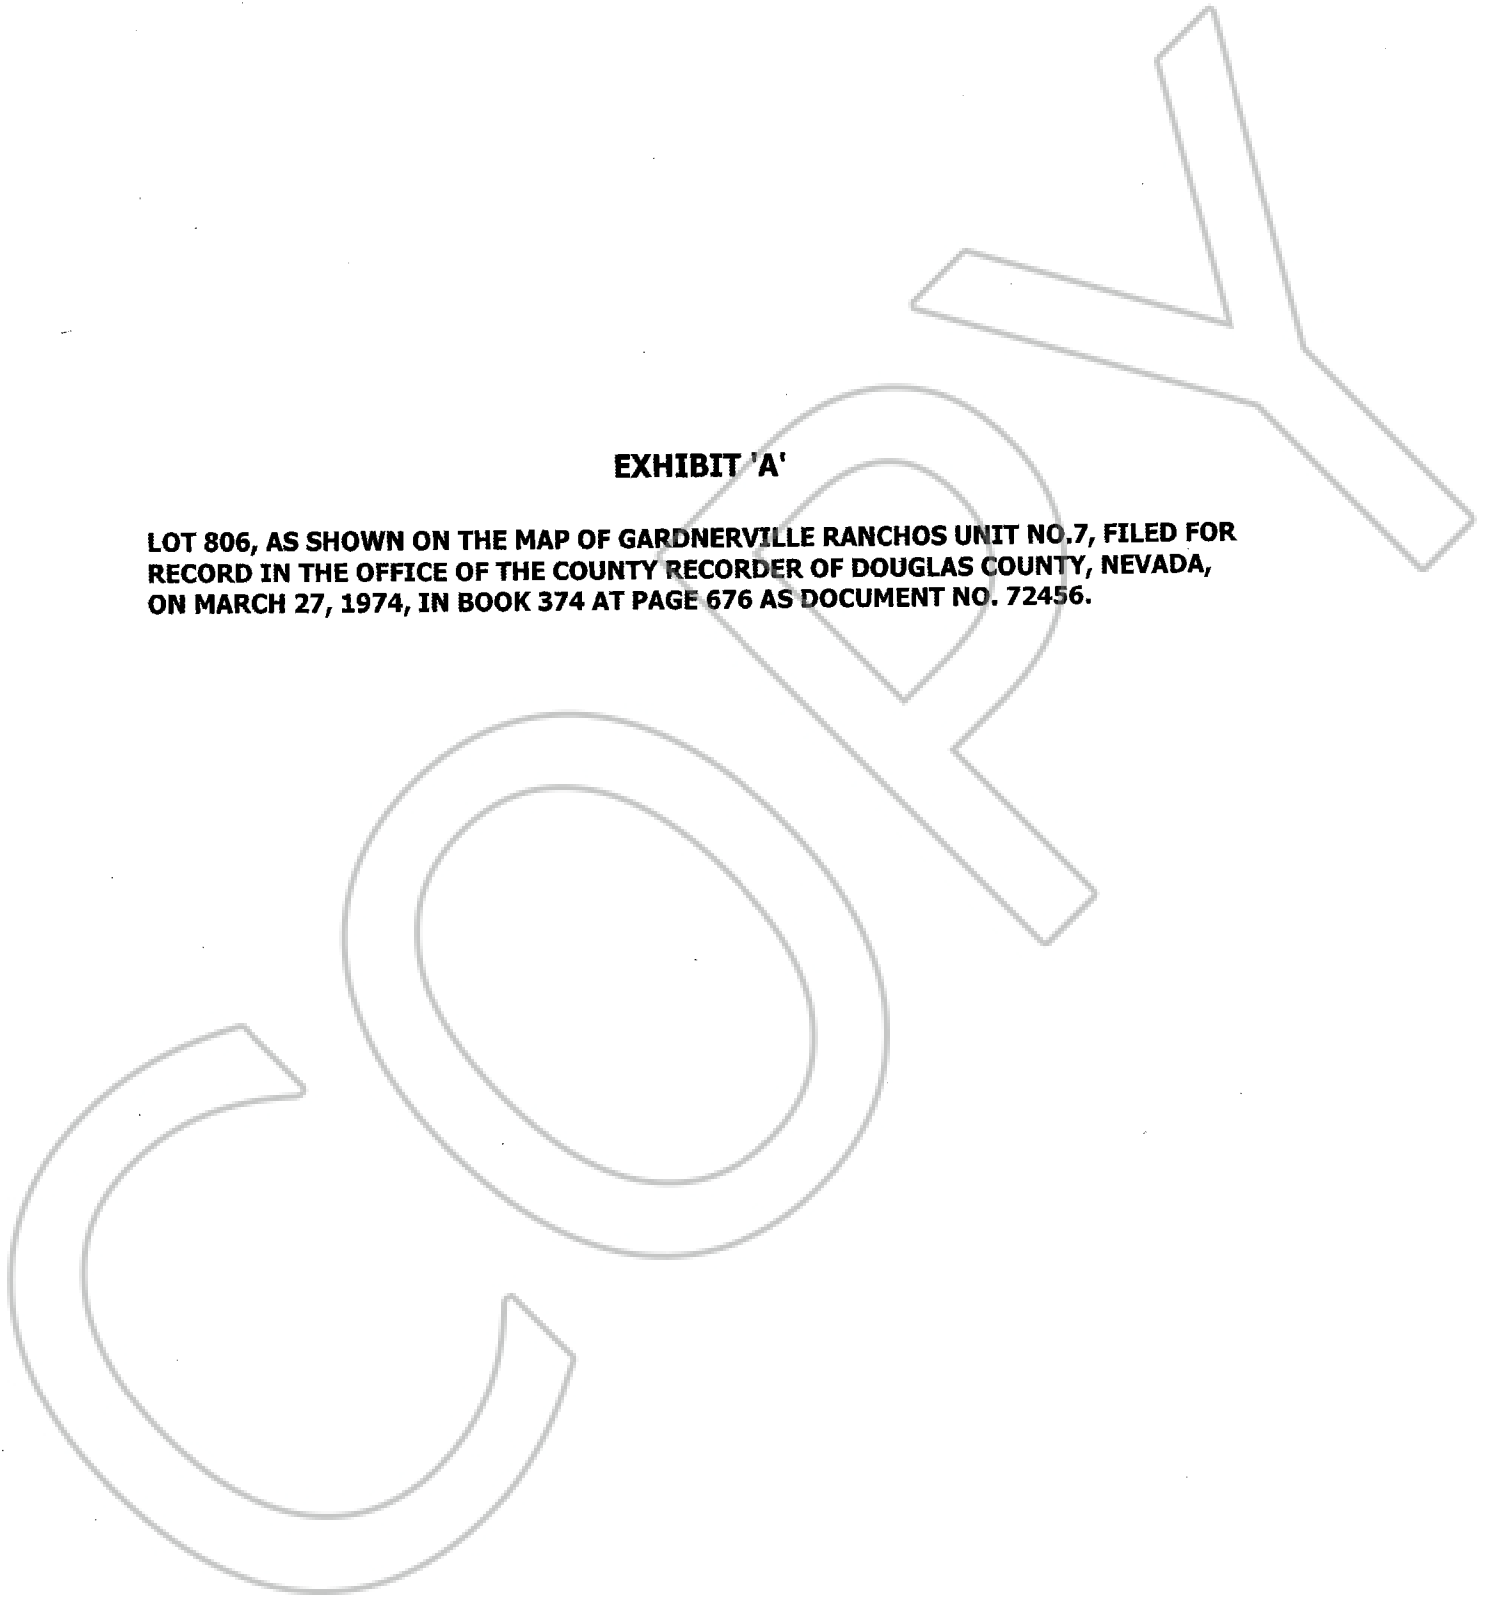 EXHIBIT 'A'
LOT 806, AS SHOWN ON THE MAP OF GARDNERVILLE RANCHOS UNIT NO.7, FILED FOR
RECORD IN THE OFFICE OF THE COUNTY RECORDER OF DOUGLAS COUNTY, NEVADA,
ON MARCH 27, 1974, IN BOOK 374 AT PAGE 676 AS DOCUMENT NO. 72456.
COPY